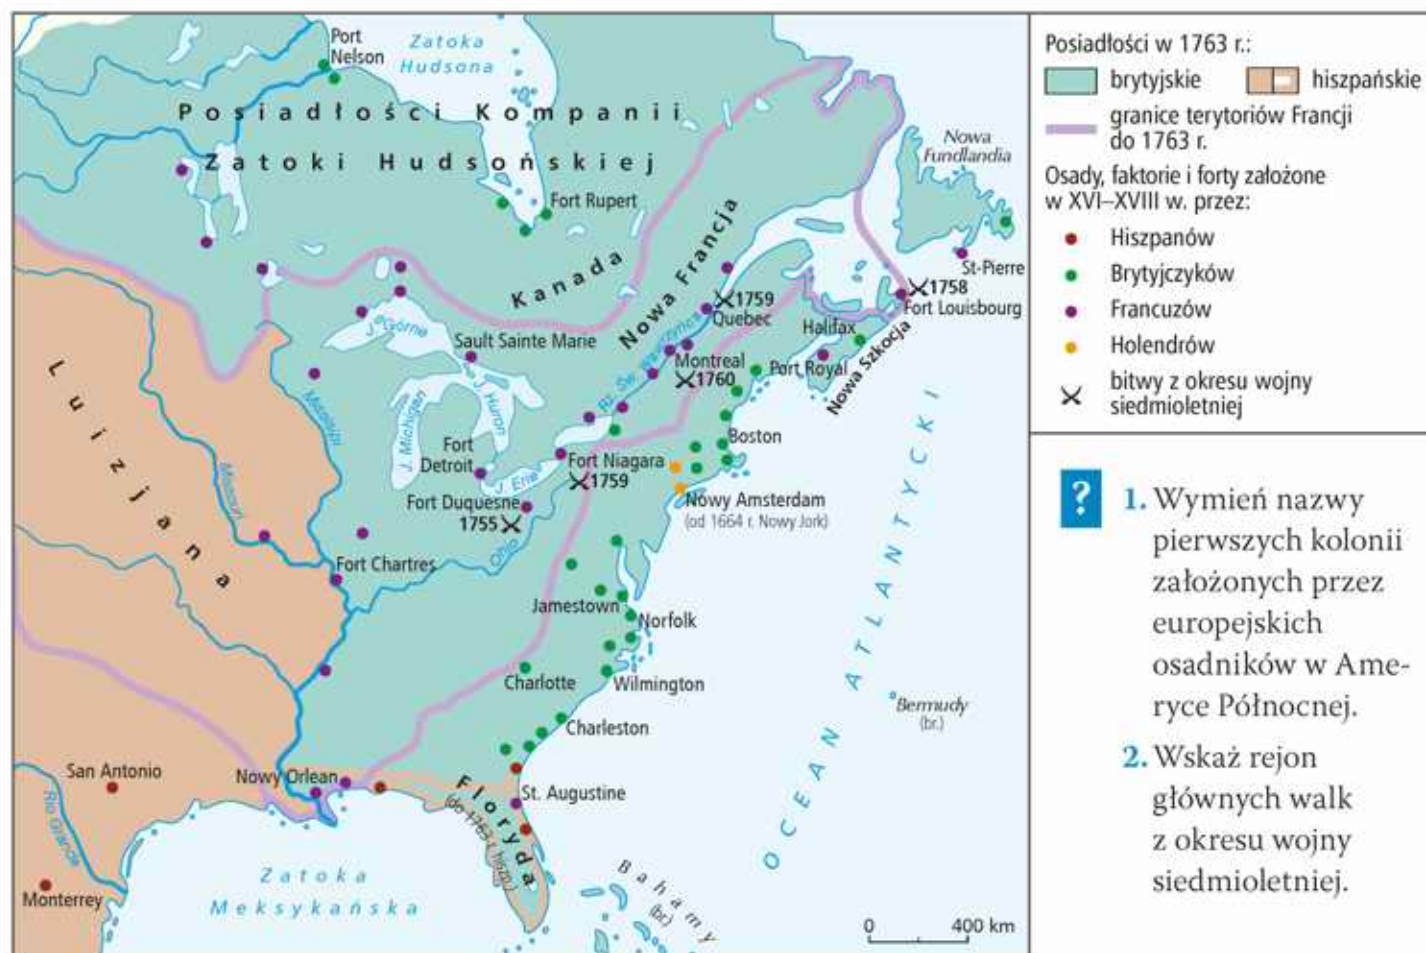 Port
Nelson
Zatoka
Hudsona
Posiadłości Kompanii
Zatoki Hudsońskiej
Fort Rupert
Nowa
Fundlandia
Kanada
Nowa Francja
St-Pierre
1758
Fort Louisbourg
1759
Quebec
Halifax
J. Górne
Sault Sainte Marie
Rz. Św. Wawrzyńca
Montreal
1760
Port Royal
Nowa Szkocja
Luizjana
Missisipi
J. Michigan
J. Huron
Boston
Fort
Detroit
Fort Niagara
1759
J. Erie
Missouri
Fort Duquesne
1755
Nowy Amsterdam
(od 1664 r. Nowy Jork)
Ohio
Fort Chartres
Jamestown
Norfolk
OCEAN ATLANTYCKI
Charlotte
Wilmington
Bermudy
(br.)
Charleston
San Antonio
Nowy Orlean
Floryda
(do 1763 r. hiszp.)
St. Augustine
Rio Grande
Monterrey
Zatoka
Meksykańska
Bahamy
(br.)
0 400 km
Posiadłości w 1763 r.:
brytyjskie hiszpańskie
granice terytoriów Francji
do 1763 r.
Osady, faktorie i forty założone
w XVI–XVIII w. przez:
Hiszpanów
Brytyjczyków
Francuzów
Holendrów
bitwy z okresu wojny
siedmioletniej
?
1. Wymień nazwy
pierwszych kolonii
założonych przez
europejskich
osadników w Ame-
ryce Północnej.
2. Wskaż rejon
głównych walk
z okresu wojny
siedmioletniej.